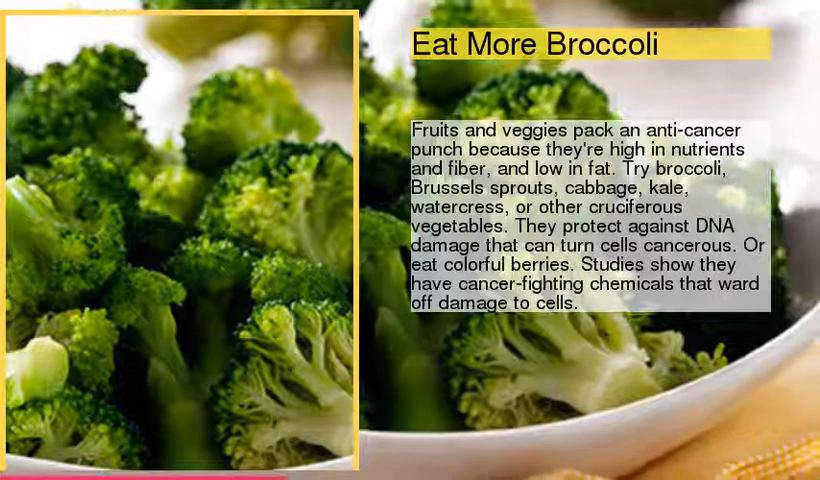 Eat More Broccoli
Fruits and veggies pack an anti-cancer
punch because they're high in nutrients
and fiber, and low in fat. Try broccoli,
Brussels sprouts, cabbage, kale,
watercress, or other cruciferous
vegetables. They protect against DNA
damage that can turn cells cancerous. Or
eat colorful berries. Studies show they
have cancer-fighting chemicals that ward
off damage to cells.